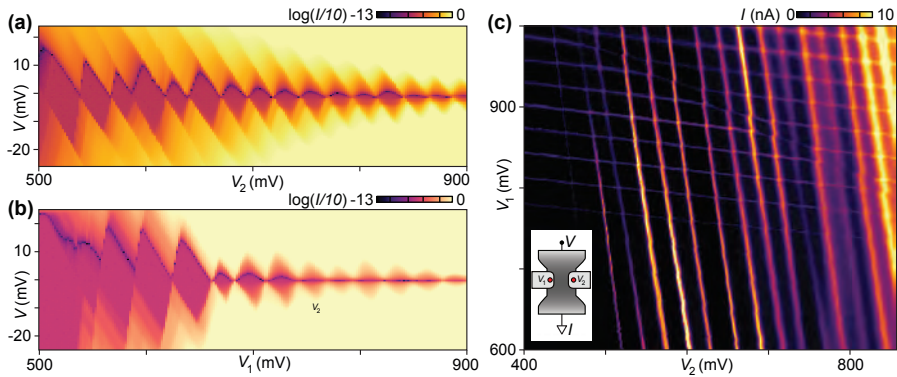 (a)
log(I/10) -13 0
10
V (mV)
-20
500
V₂ (mV)
900
(b)
log(I/10) -13 0
10
V (mV)
-20
V₂
500
V₁ (mV)
900
(c)
I (nA) 0 10
900
V₁ (mV)
600
400
V₂ (mV)
800
V
V₁ V₂
I